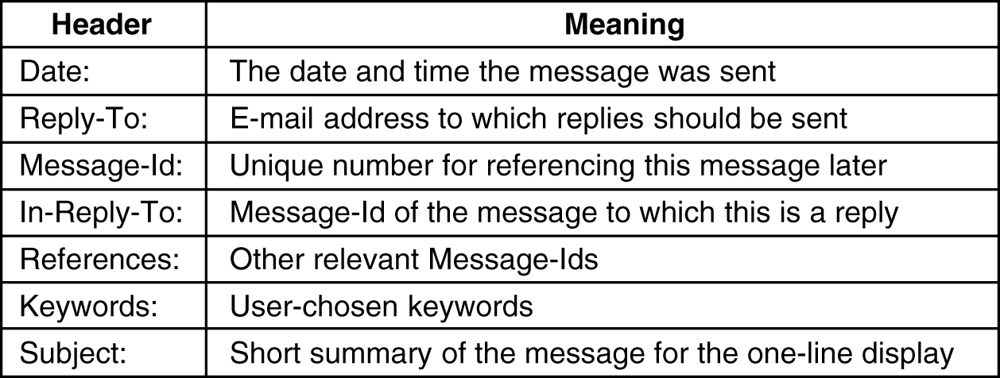 Header Meaning
Date: The date and time the message was sent
Reply-To: E-mail address to which replies should be sent
Message-Id: Unique number for referencing this message later
In-Reply-To: Message-Id of the message to which this is a reply
References: Other relevant Message-Ids
Keywords: User-chosen keywords
Subject: Short summary of the message for the one-line display